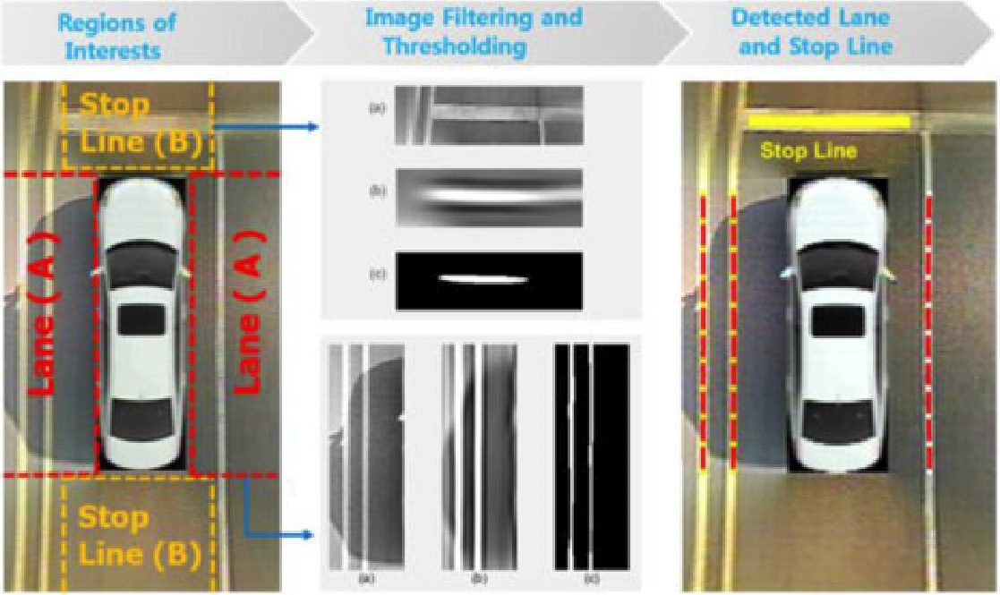 Regions of
Interests
Image Filtering and
Thresholding
Detected Lane
and Stop Line
Stop
Line (B)
Lane ( A )
Lane ( A )
Stop
Line (B)
(a)
(b)
(c)
(a)
(b)
(c)
Stop Line